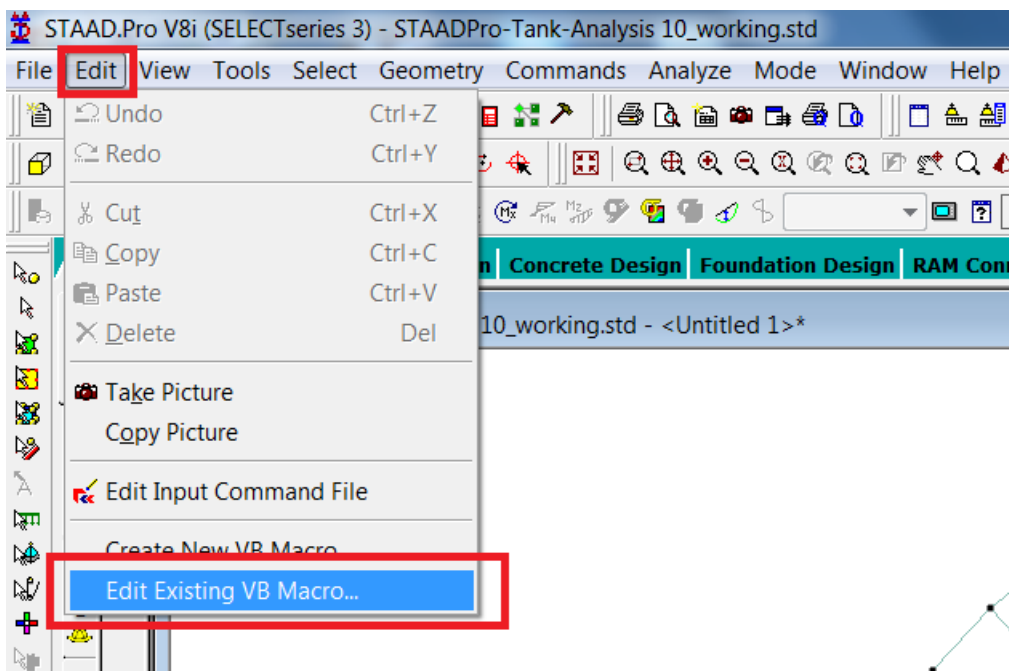 STAAD.Pro V8i (SELECTseries 3) - STAADPro-Tank-Analysis 10_working.std
File Edit View Tools Select Geometry Commands Analyze Mode Window Help
Undo Ctrl+Z
Redo Ctrl+Y
Cut Ctrl+X
Copy Ctrl+C
n Concrete Design Foundation Design RAM Con
Paste Ctrl+V
Delete Del
10_working.std - <Untitled 1>*
Take Picture
Copy Picture
Edit Input Command File
Create New VB Macro
Edit Existing VB Macro...